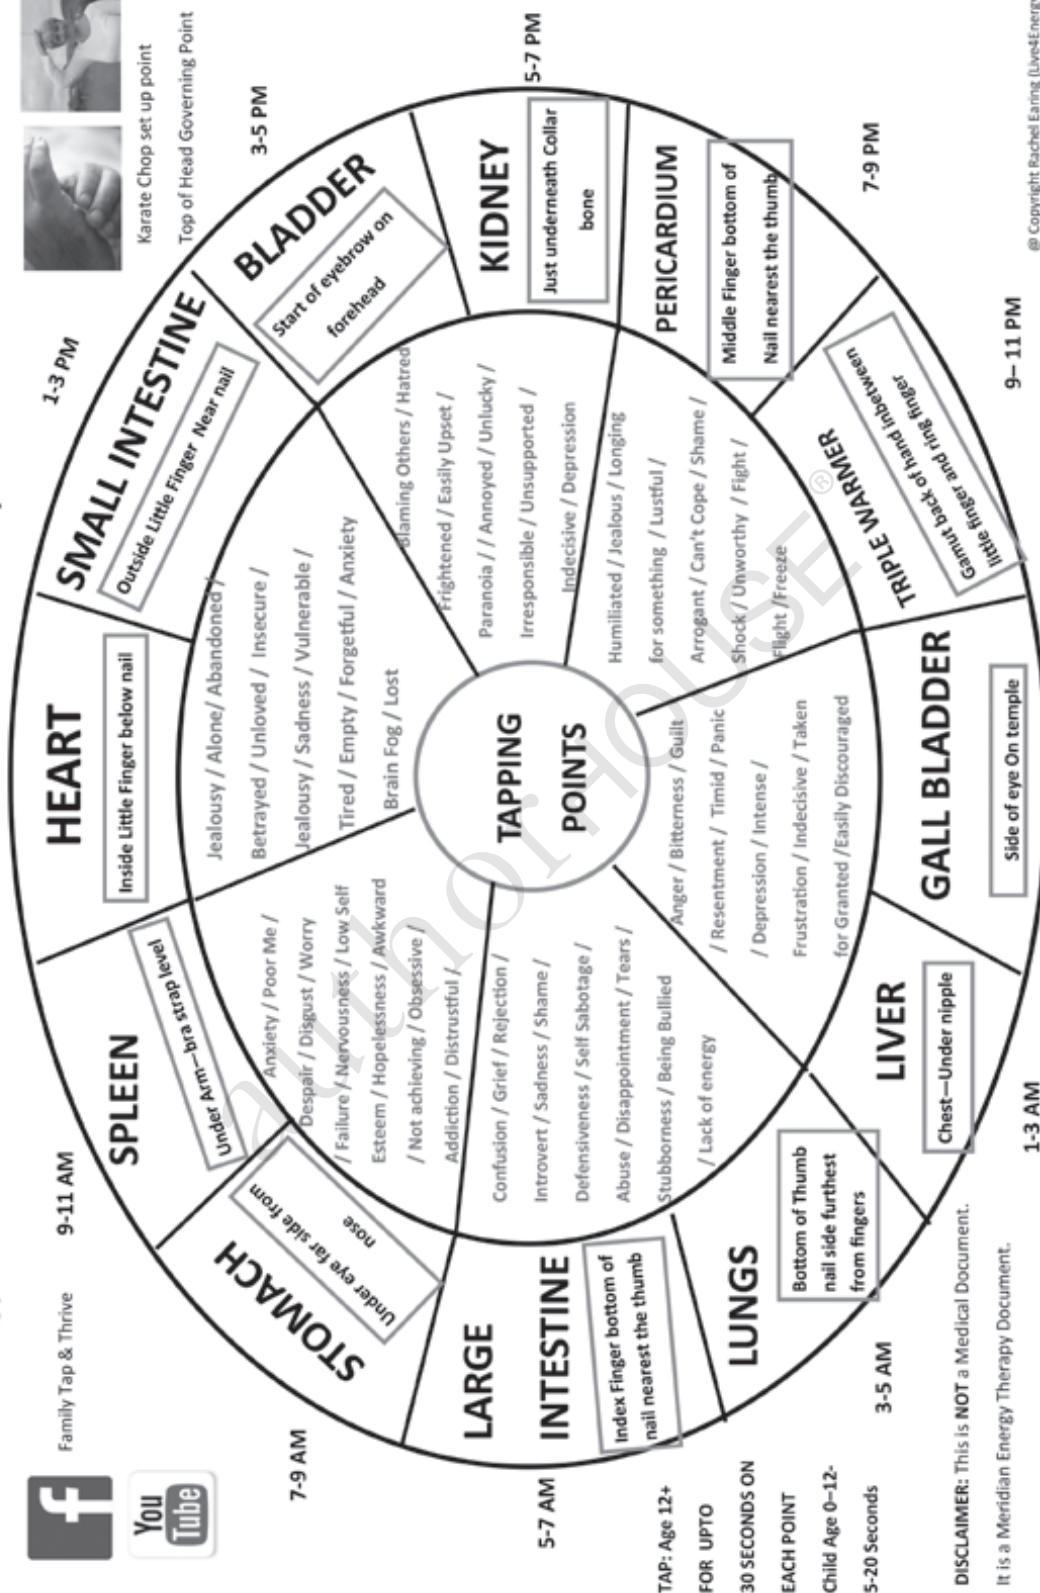 Family Tap & Thrive
You
Tube
Karate Chop set up point
Top of Head Governing Point
HEART
Inside Little Finger below nail
1-3 PM
SMALL INTESTINE
Outside Little Finger Near nail
3-5 PM
BLADDER
Start of eyebrow on
forehead
5-7 PM
KIDNEY
Just underneath Collar
bone
7-9 PM
PERICARDIUM
Middle Finger bottom of
Nail nearest the thumb
9– 11 PM
TRIPLE WARMER
Gamut back of hand inbetween
little finger and ring finger
GALL BLADDER
Side of eye On temple
1-3 AM
LIVER
Chest—Under nipple
3-5 AM
LUNGS
Bottom of Thumb
nail side furthest
from fingers
5-7 AM
LARGE
INTESTINE
Index Finger bottom of
nail nearest the thumb
7-9 AM
STOMACH
Under eye far side from
nose
9-11 AM
SPLEEN
Under Arm—bra strap level
Jealousy / Alone/ Abandoned /
Betrayed / Unloved / Insecure /
Jealousy / Sadness / Vulnerable /
Tired / Empty / Forgetful / Anxiety
Brain Fog / Lost
Blaming Others / Hatred
Frightened / Easily Upset /
Paranoia / / Annoyed / Unlucky /
Irresponsible / Unsupported /
Indecisive / Depression
Humiliated / Jealous / Longing
for something / Lustful /
Arrogant / Can't Cope / Shame /
Shock / Unworthy / Fight /
Flight /Freeze
Anger / Bitterness / Guilt
/ Resentment / Timid / Panic
/ Depression / Intense /
Frustration / Indecisive / Taken
for Granted /Easily Discouraged
Confusion / Grief / Rejection /
Introvert / Sadness / Shame /
Defensiveness / Self Sabotage /
Abuse / Disappointment / Tears /
Stubborness / Being Bullied
/ Lack of energy
Anxiety / Poor Me /
Despair / Disgust / Worry
/ Failure / Nervousness / Low Self
Esteem / Hopelessness / Awkward
/ Not achieving / Obsessive /
Addiction / Distrustful /
TAPPING
POINTS
TAP: Age 12+
FOR UPTO
30 SECONDS ON
EACH POINT
Child Age 0–12-
5-20 Seconds
DISCLAIMER: This is NOT a Medical Document.
It is a Meridian Energy Therapy Document.
@ Copyright Rachel Earing (Live4Energy
authorHOUSE®